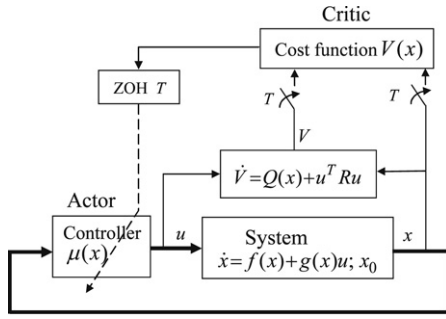 Critic
Cost function V(x)
ZOH T
T
T
V
V̇=Q(x)+u^T Ru
Actor
Controller
μ(x)
u
System
ẋ=f(x)+g(x)u; x₀
x